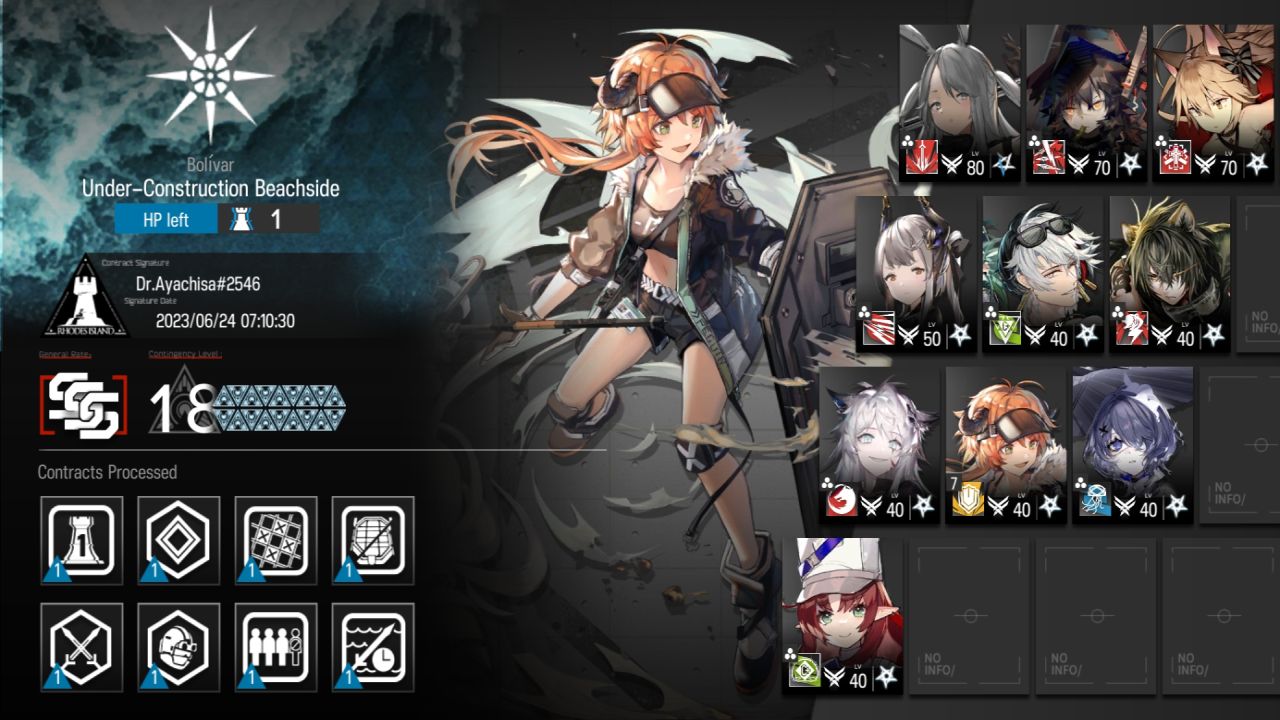 Bolívar
Under-Construction Beachside
HP left 1
Contract Signature
Dr.Ayachisa#2546
Signature Date
2023/06/24 07:10:30
RHODES ISLAND
General Rate:
Contingency Level :
18
Contracts Processed
1
1 1 1 1
1 1 1 1
LV 80
LV 70
LV 70
LV 50
LV 40
LV 40
NO INFO/
LV 40
7
LV 40
LV 40
NO
INFO/
LV 40
NO
INFO/
NO
INFO/
NO
INFO/